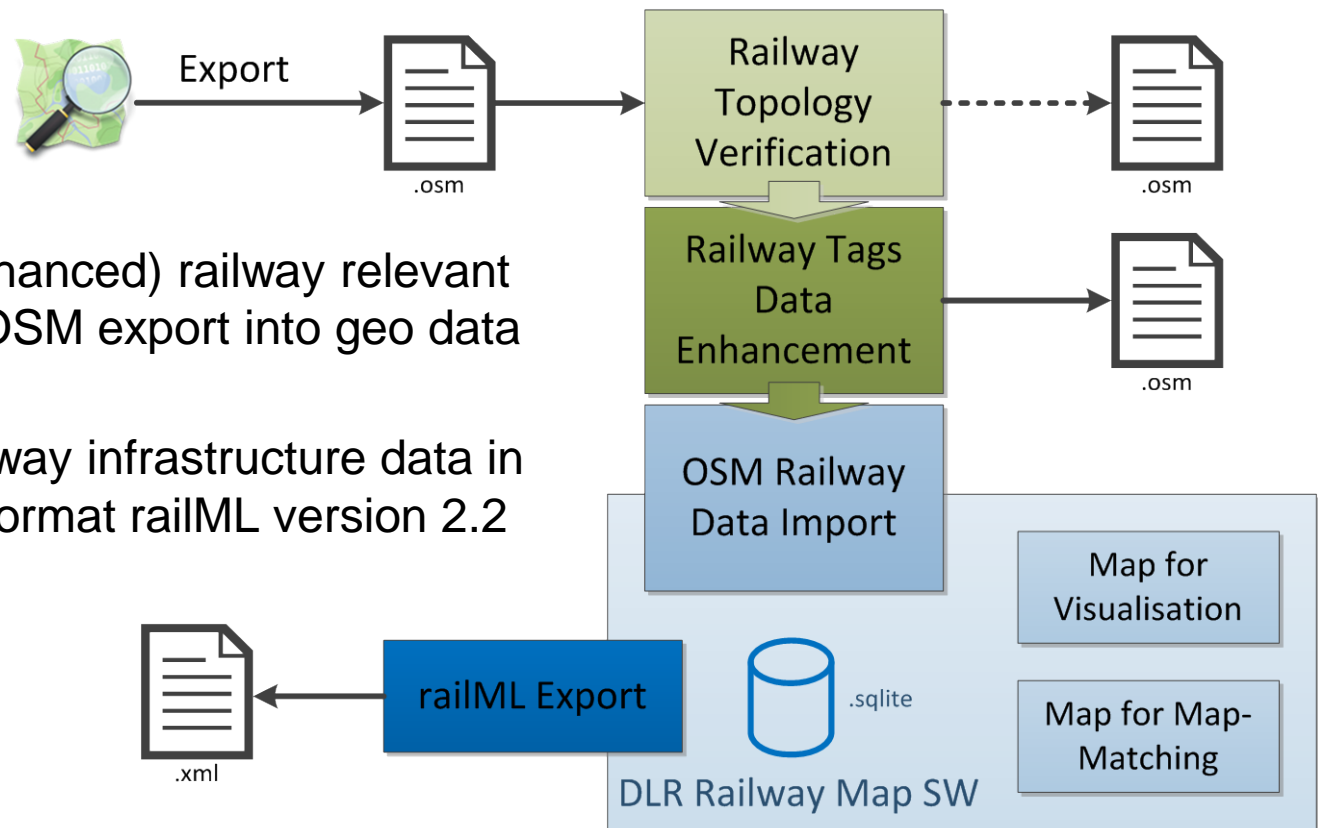 Export
.osm
Railway
Topology
Verification
.osm
hanced) railway relevant
OSM export into geo data
Railway Tags
Data
Enhancement
.osm
way infrastructure data in
ormat railML version 2.2
OSM Railway
Data Import
Map for
Visualisation
railML Export
.sqlite
Map for Map-
Matching
.xml
DLR Railway Map SW